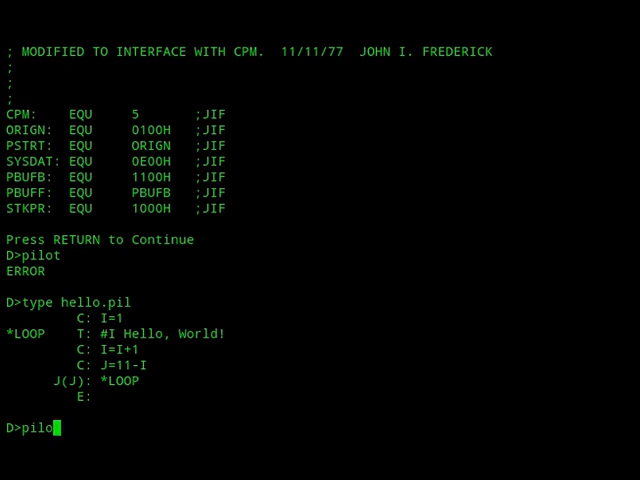 ; MODIFIED TO INTERFACE WITH CPM.  11/11/77  JOHN I. FREDERICK
;
;
;
CPM:    EQU     5       ;JIF
ORIGN:  EQU     0100H   ;JIF
PSTRT:  EQU     ORIGN   ;JIF
SYSDAT: EQU     0E00H   ;JIF
PBUFB:  EQU     1100H   ;JIF
PBUFF:  EQU     PBUFB   ;JIF
STKPR:  EQU     1000H   ;JIF

Press RETURN to Continue
D>pilot
ERROR

D>type hello.pil
         C: I=1
*LOOP    T: #I Hello, World!
         C: I=I+1
         C: J=11-I
      J(J): *LOOP
         E:

D>pilo